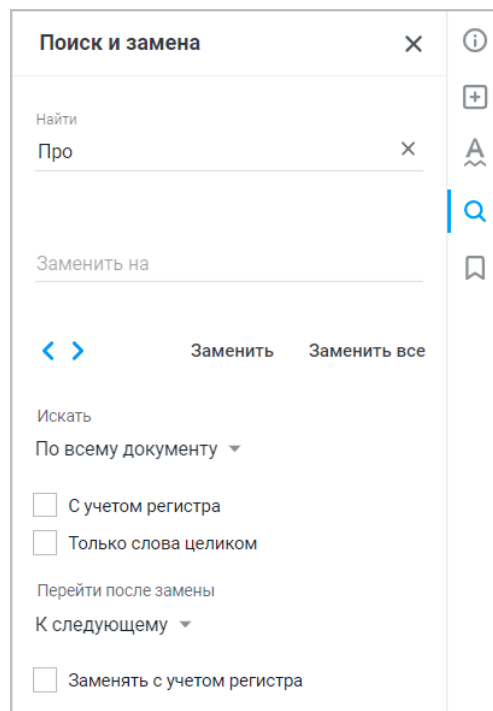 Поиск и замена
Найти
Про
Заменить на
Заменить Заменить все
Искать
По всему документу
С учетом регистра
Только слова целиком
Перейти после замены
К следующему
Заменять с учетом регистра